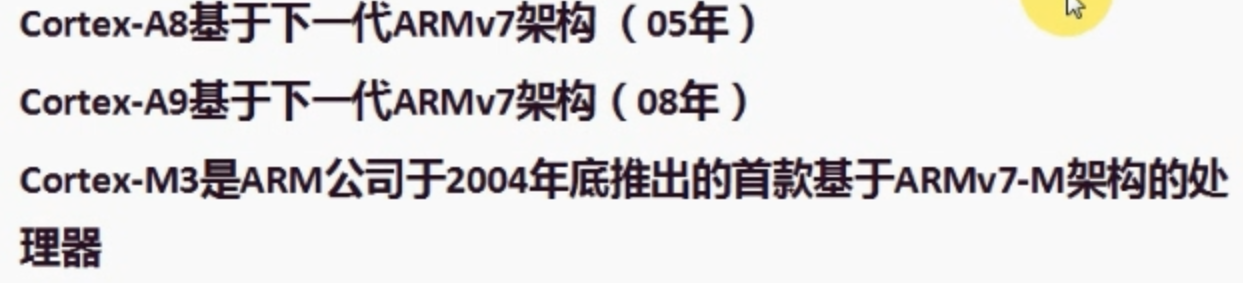 Cortex-A8基于下一代ARMv7架构（05年）
Cortex-A9基于下一代ARMv7架构（08年）
Cortex-M3是ARM公司于2004年底推出的首款基于ARMv7-M架构的处
理器